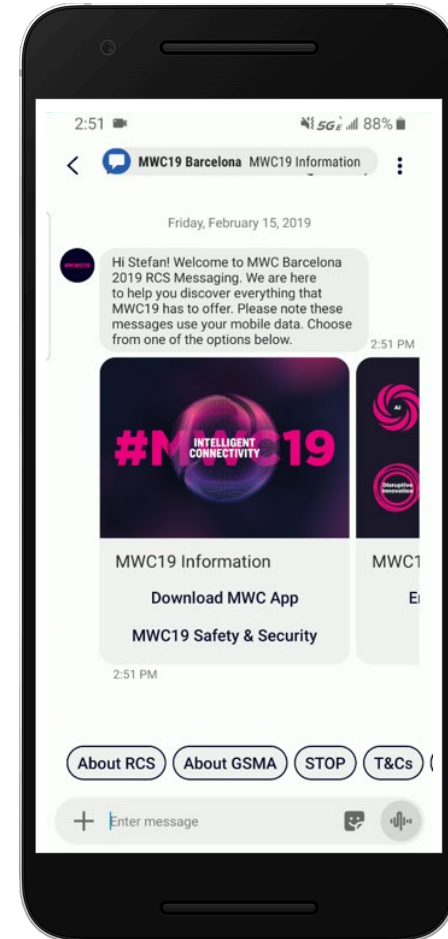 2:51 5GE 88%
MWC19 Barcelona MWC19 Information
Friday, February 15, 2019
Hi Stefan! Welcome to MWC Barcelona
2019 RCS Messaging. We are here
to help you discover everything that
MWC19 has to offer. Please note these
messages use your mobile data. Choose
from one of the options below.
2:51 PM
#MWC19
INTELLIGENT
CONNECTIVITY
AI
Disruptive
Innovation
MWC19 Information
Download MWC App
MWC19 Safety & Security
MWC1
2:51 PM
About RCS
About GSMA
STOP
T&Cs
Enter message